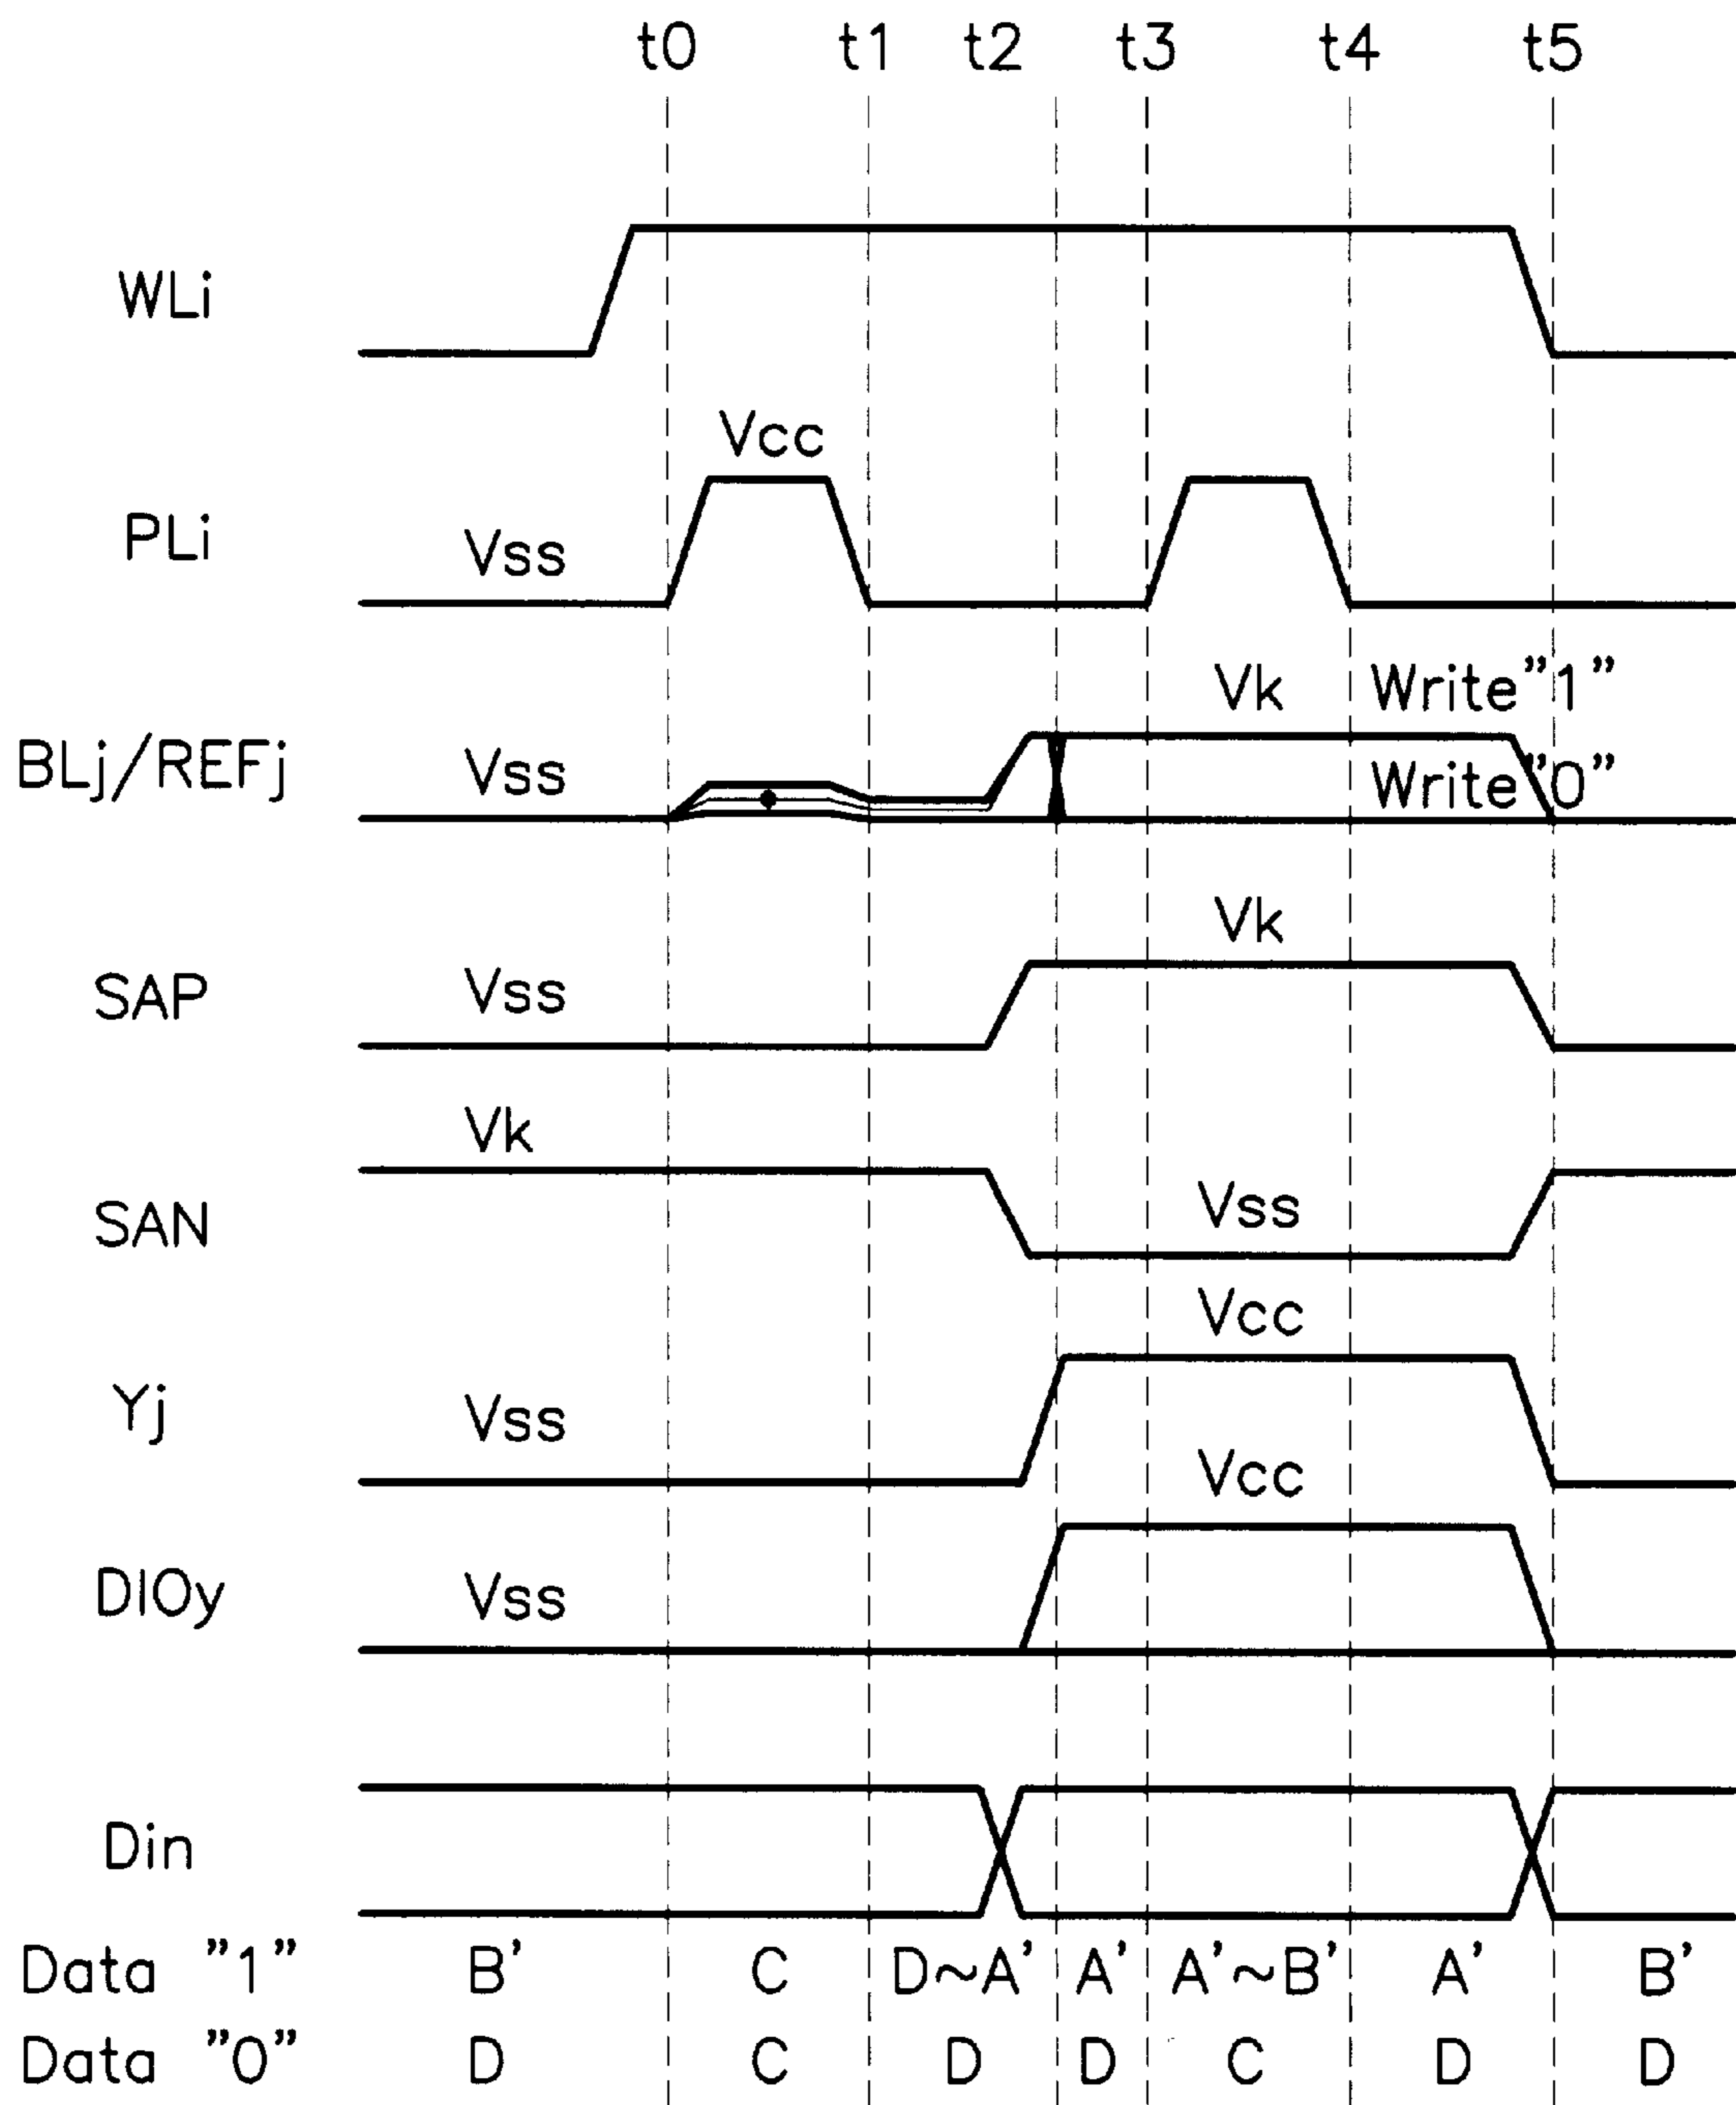 t0 t1 t2 t3 t4 t5
WLi
Vcc
PLi Vss
Vk Write"1"
BLj/REFj Vss Write"0"
Vk
SAP Vss
Vk
SAN Vss
Vcc
Yj Vss
Vcc
DIOy Vss
Din
Data "1" B' C D~A' A' A'~B' A' B'
Data "0" D C D D C D D